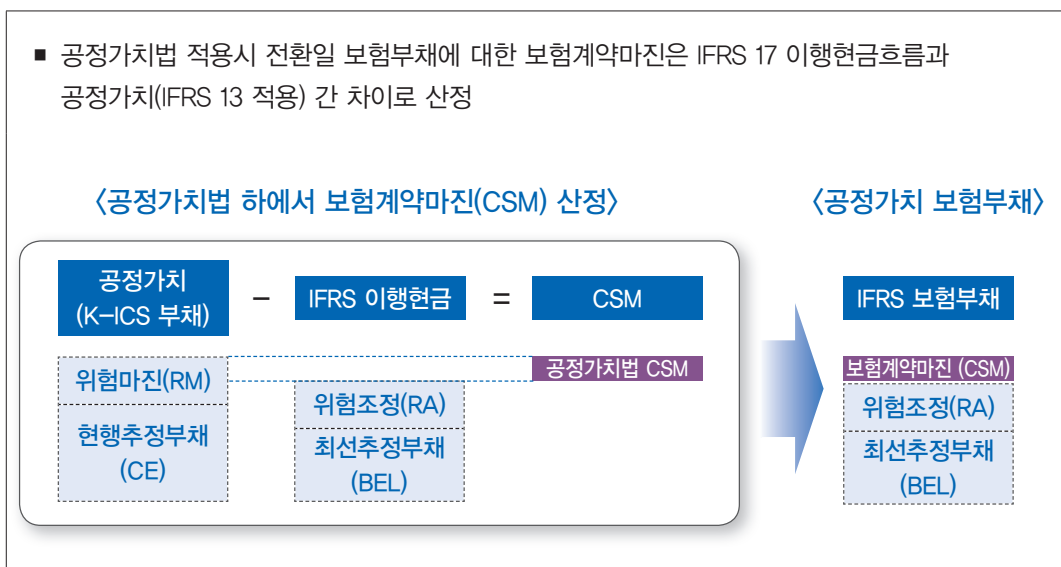 ■ 공정가치법 적용시 전환일 보험부채에 대한 보험계약마진은 IFRS 17 이행현금흐름과
공정가치(IFRS 13 적용) 간 차이로 산정
〈공정가치법 하에서 보험계약마진(CSM) 산정〉
〈공정가치 보험부채〉
공정가치
(K-ICS 부채)
–
IFRS 이행현금
=
CSM
IFRS 보험부채
위험마진(RM)
현행추정부채
(CE)
위험조정(RA)
최선추정부채
(BEL)
공정가치법 CSM
보험계약마진 (CSM)
위험조정(RA)
최선추정부채
(BEL)